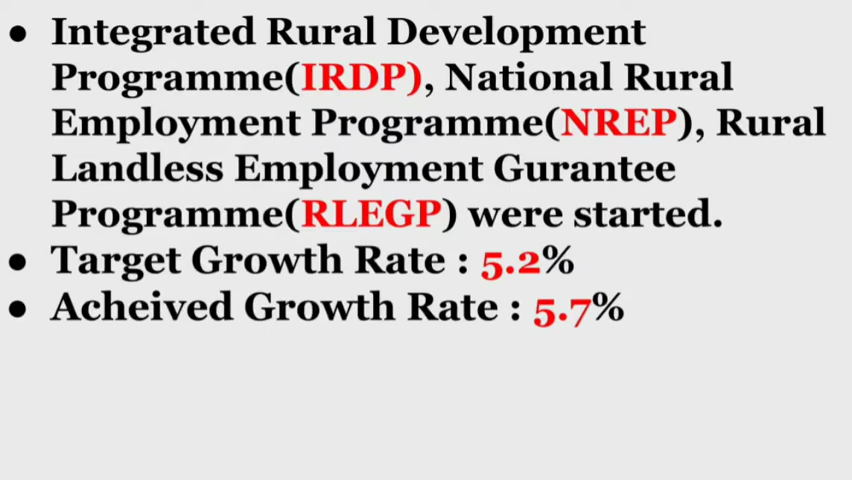 ● Integrated Rural Development
Programme(IRDP), National Rural
Employment Programme(NREP), Rural
Landless Employment Gurantee
Programme(RLEGP) were started.
● Target Growth Rate : 5.2%
● Acheived Growth Rate : 5.7%